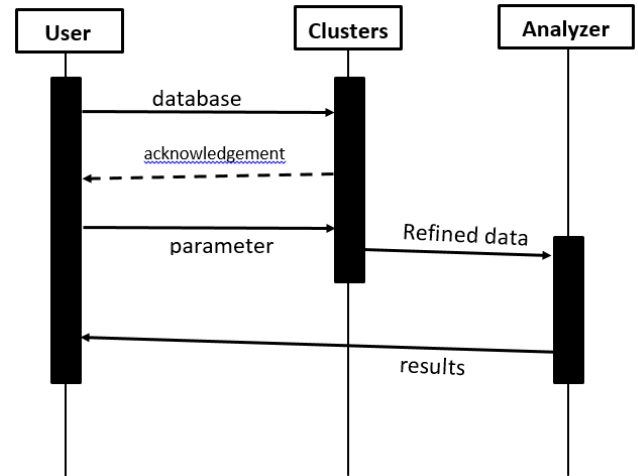 User
Clusters
Analyzer
database
acknowledgement
parameter
Refined data
results